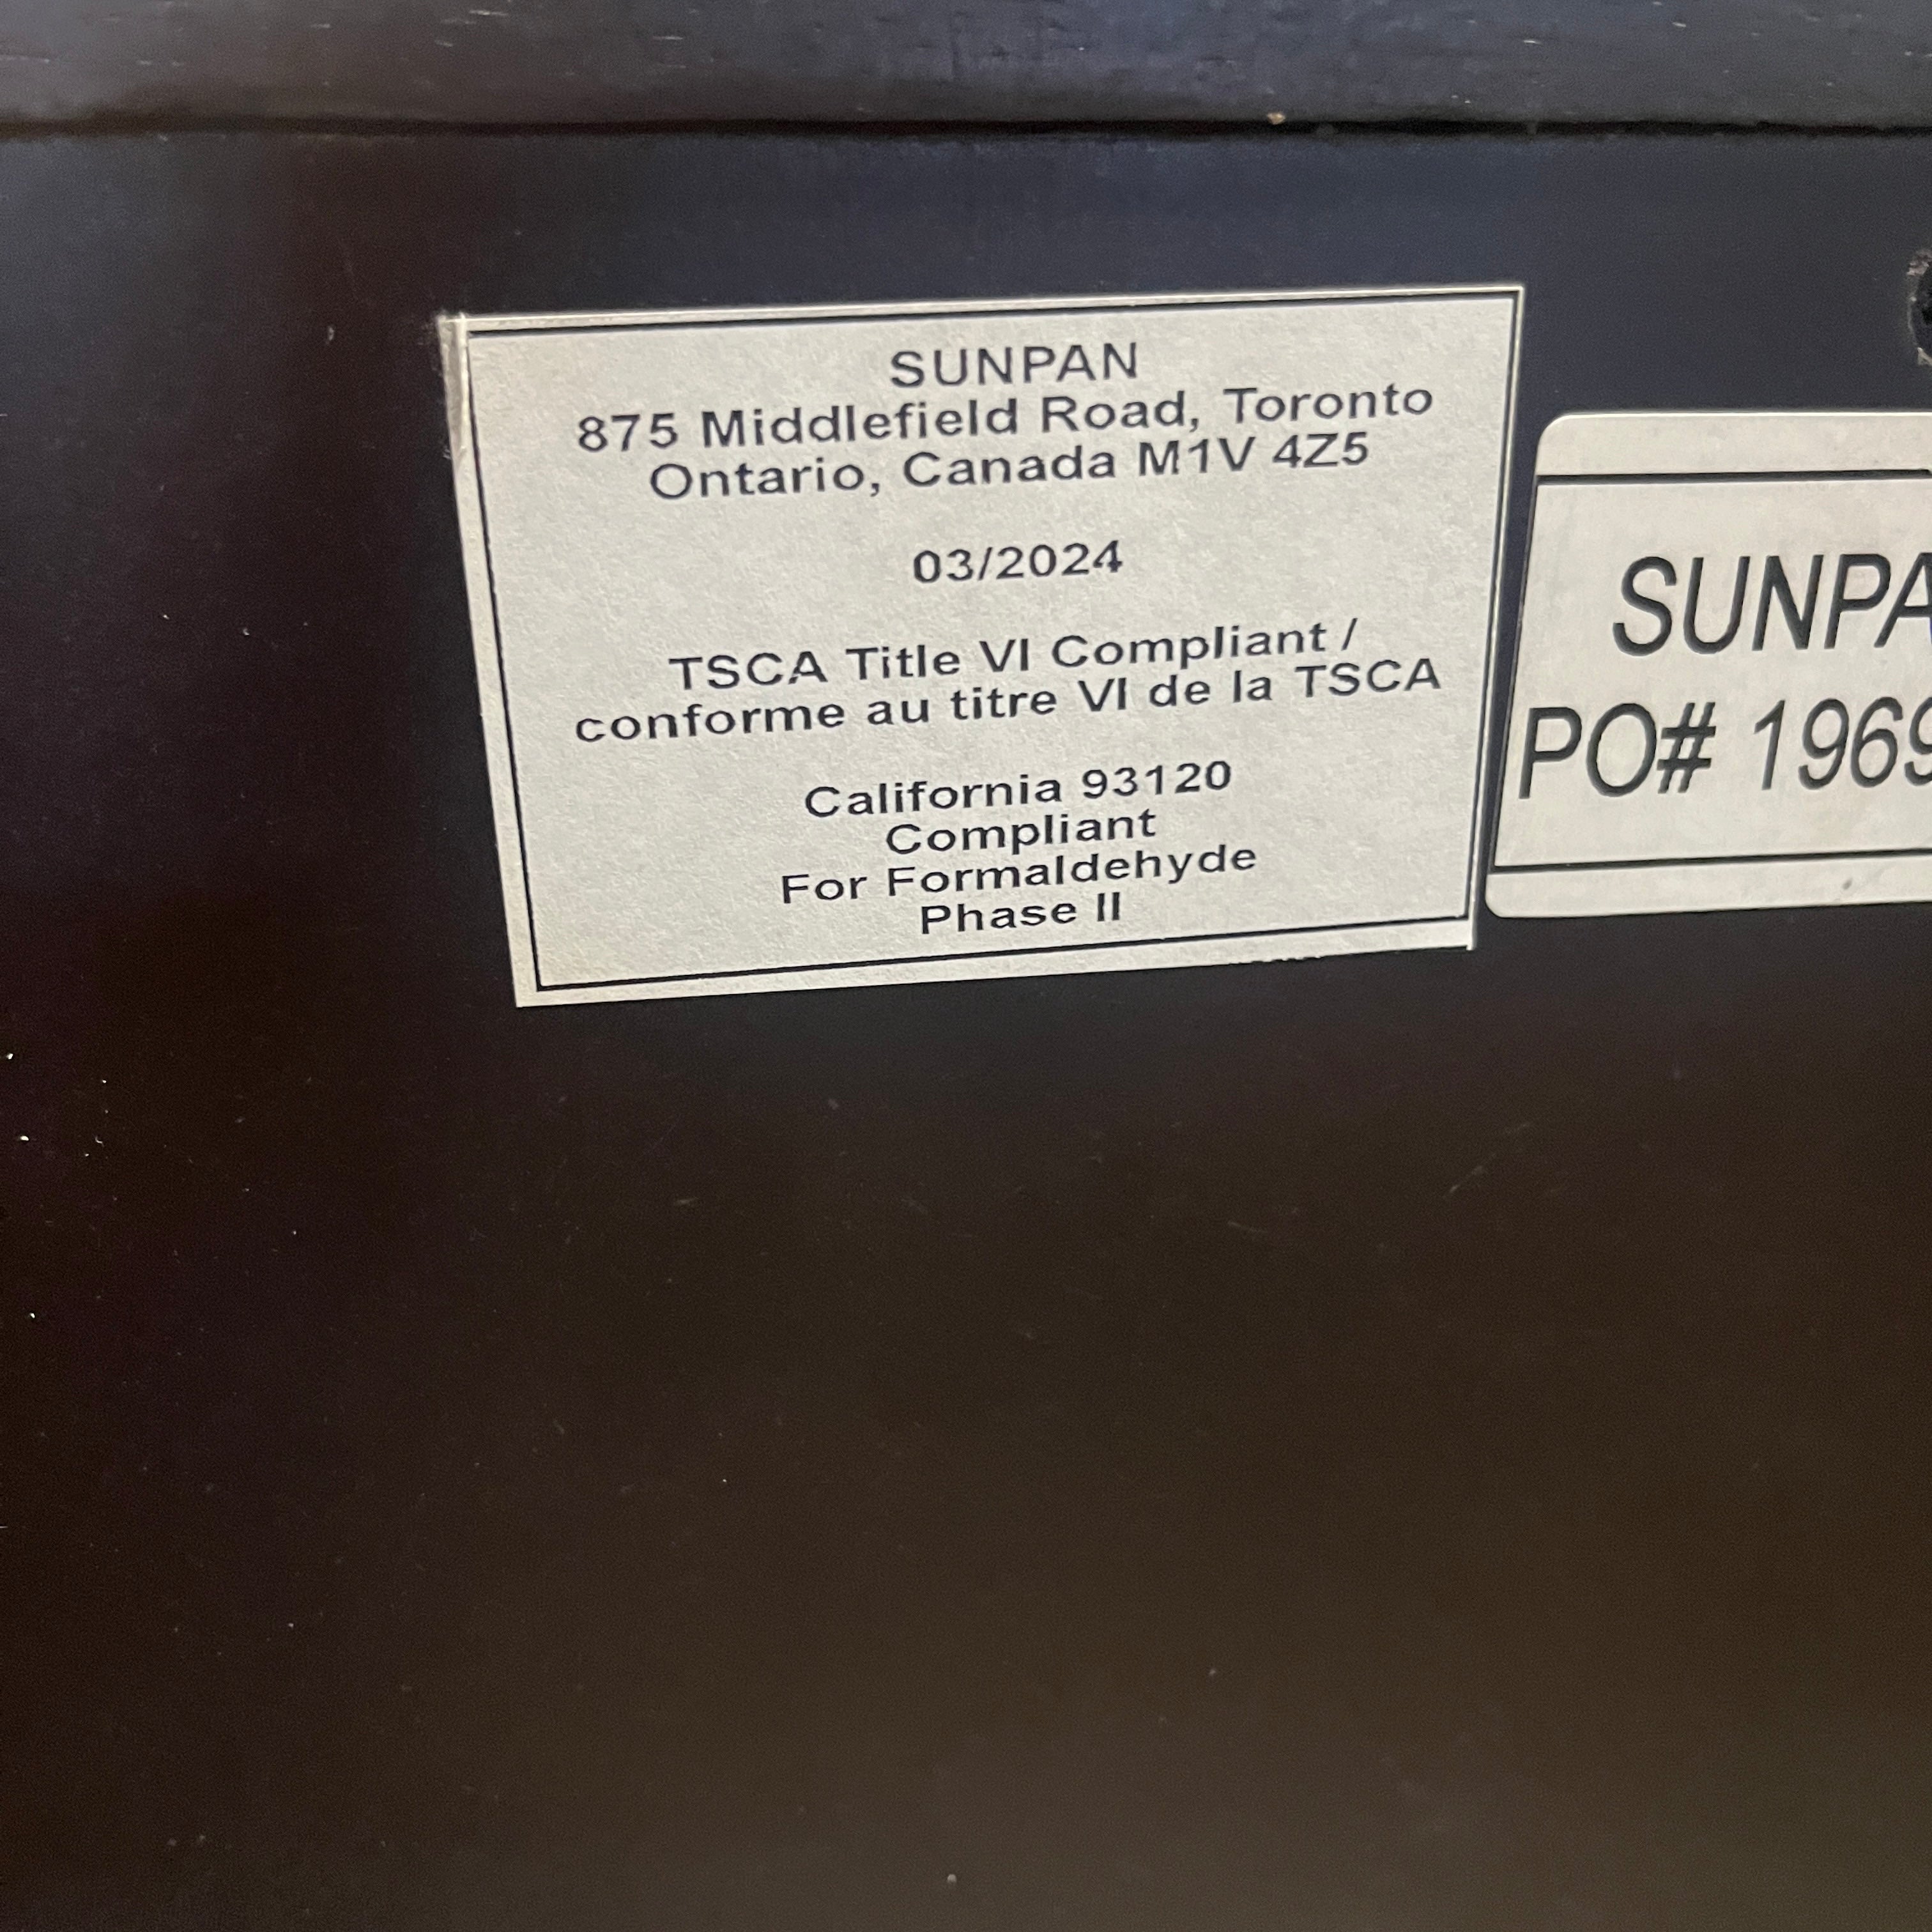 SUNPAN
875 Middlefield Road, Toronto
Ontario, Canada M1V 4Z5
03/2024
TSCA Title VI Compliant /
conforme au titre VI de la TSCA
California 93120
Compliant
For Formaldehyde
Phase II
SUNPA
PO# 1969